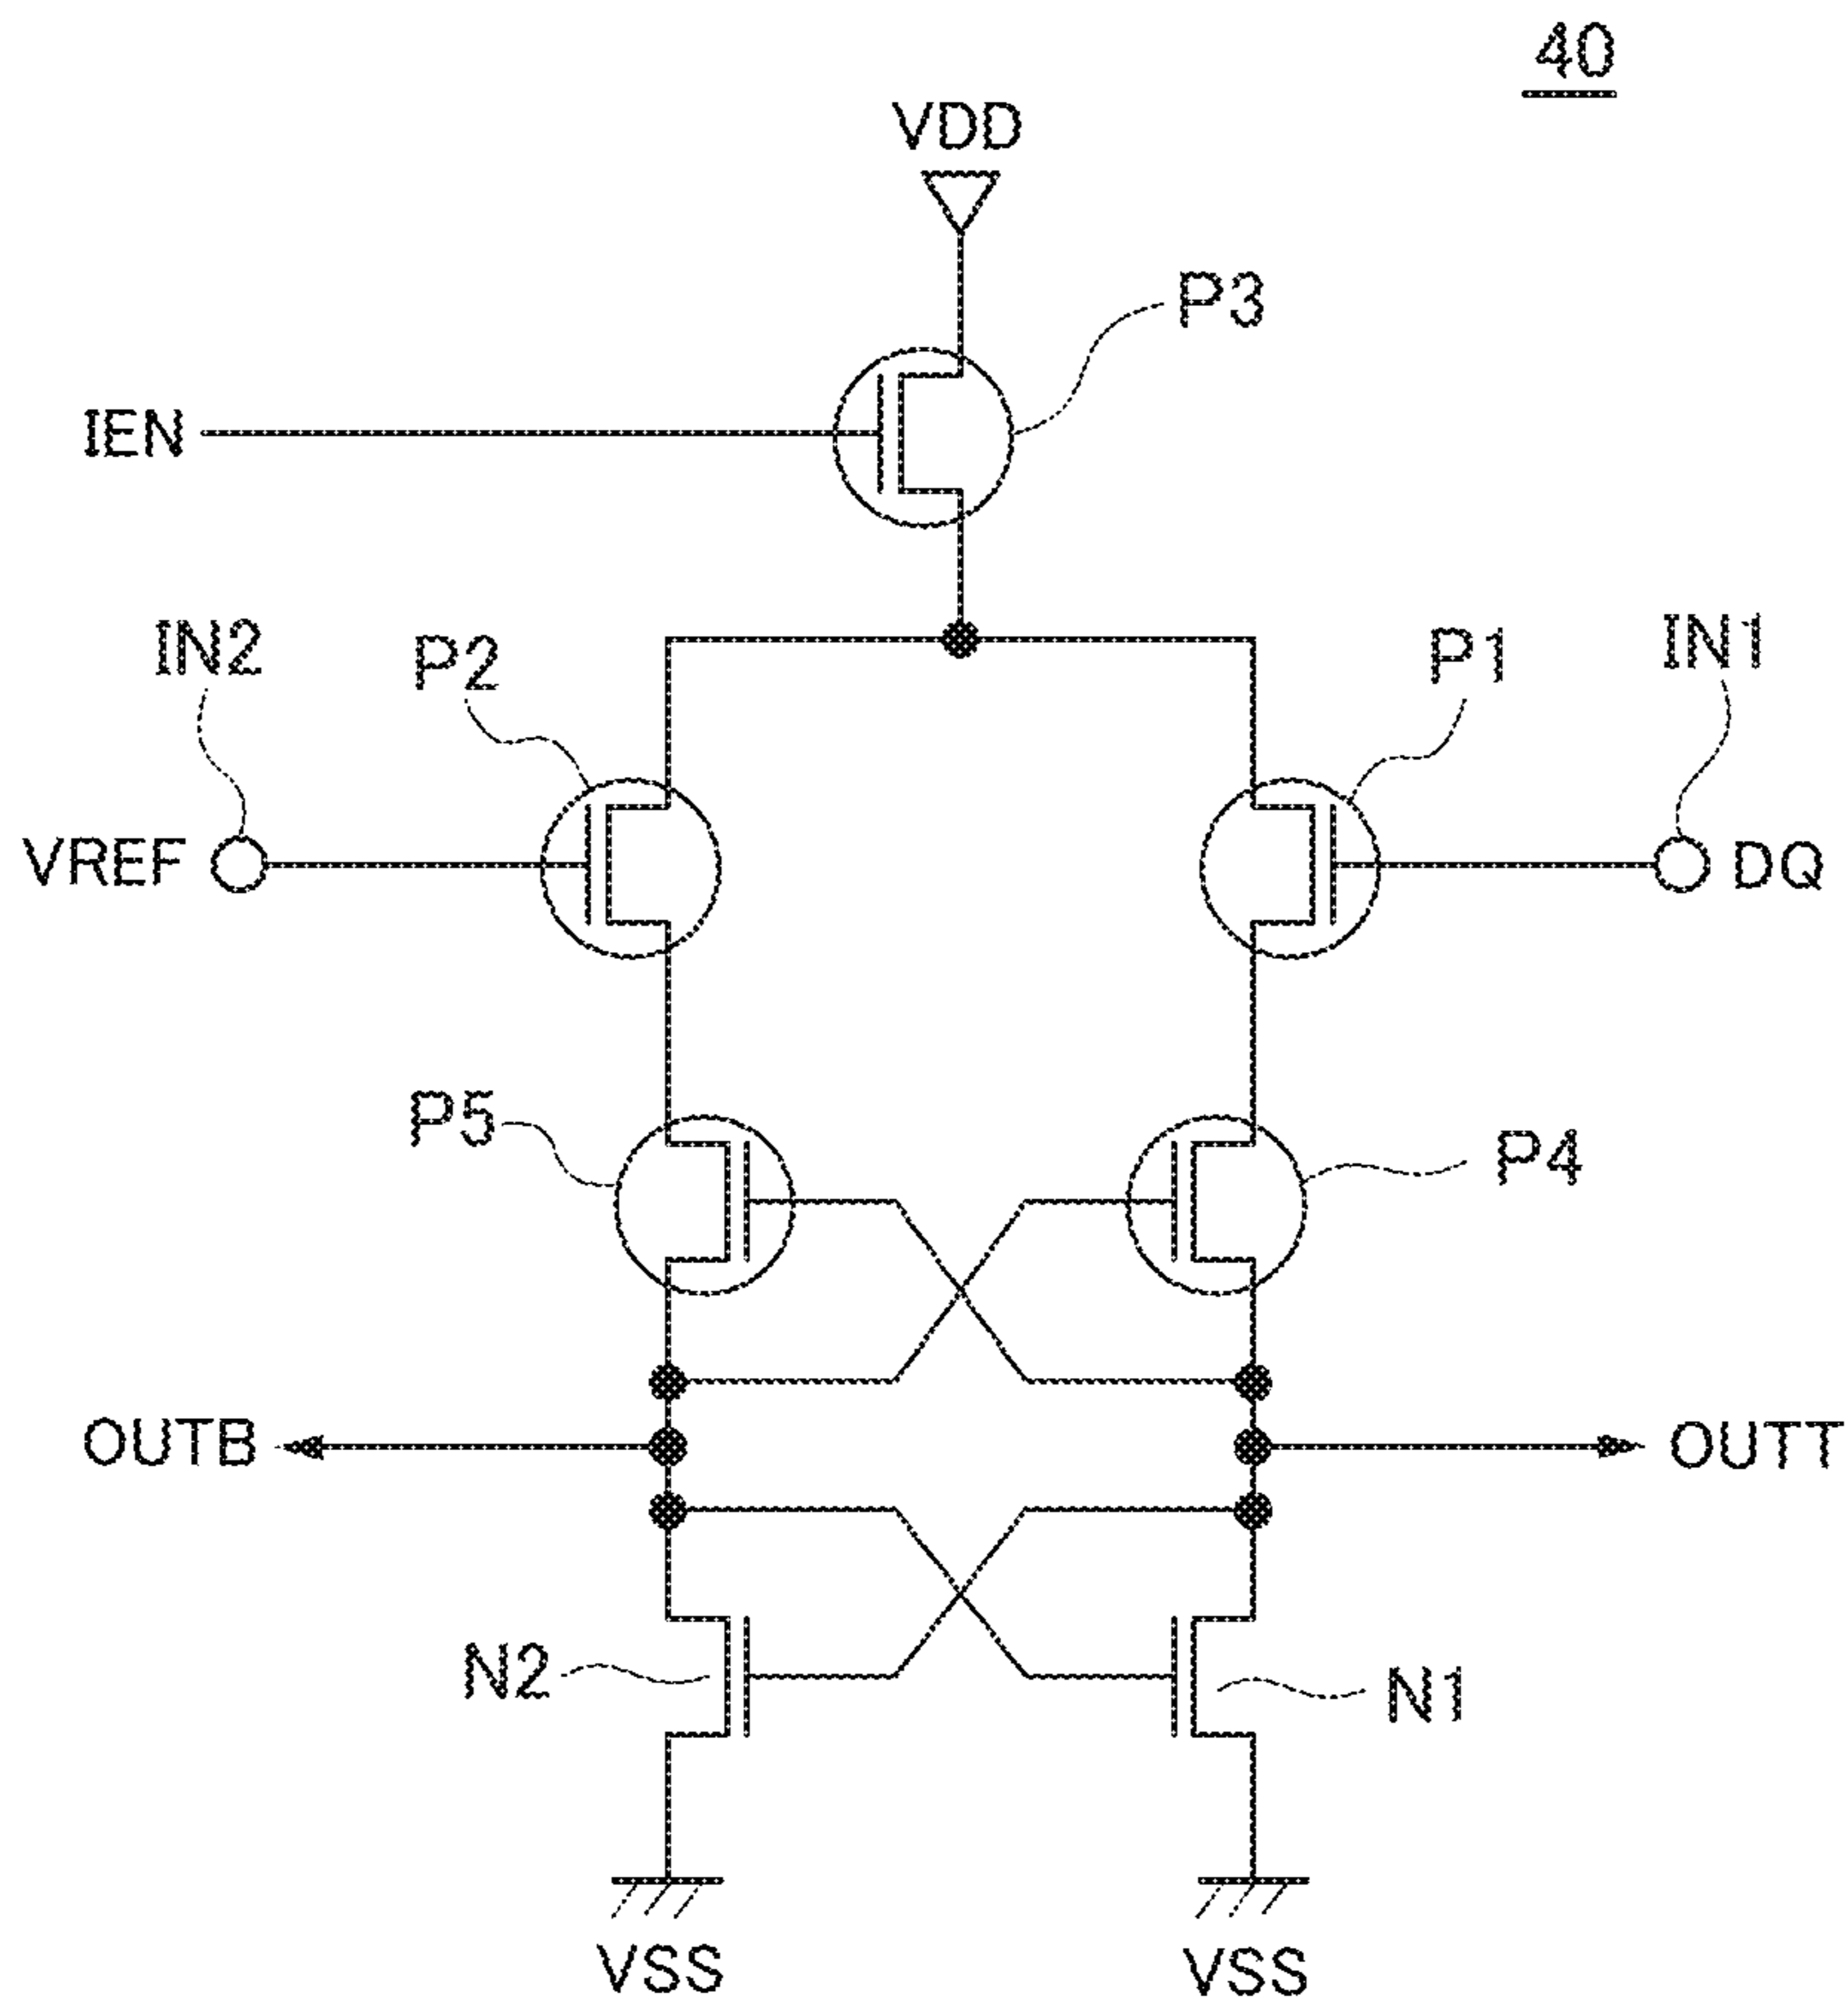 40
VDD
P3
IEN
IN2
P2
P1
IN1
VREF
DQ
P5
P4
OUTB
OUTT
N2
N1
VSS
VSS